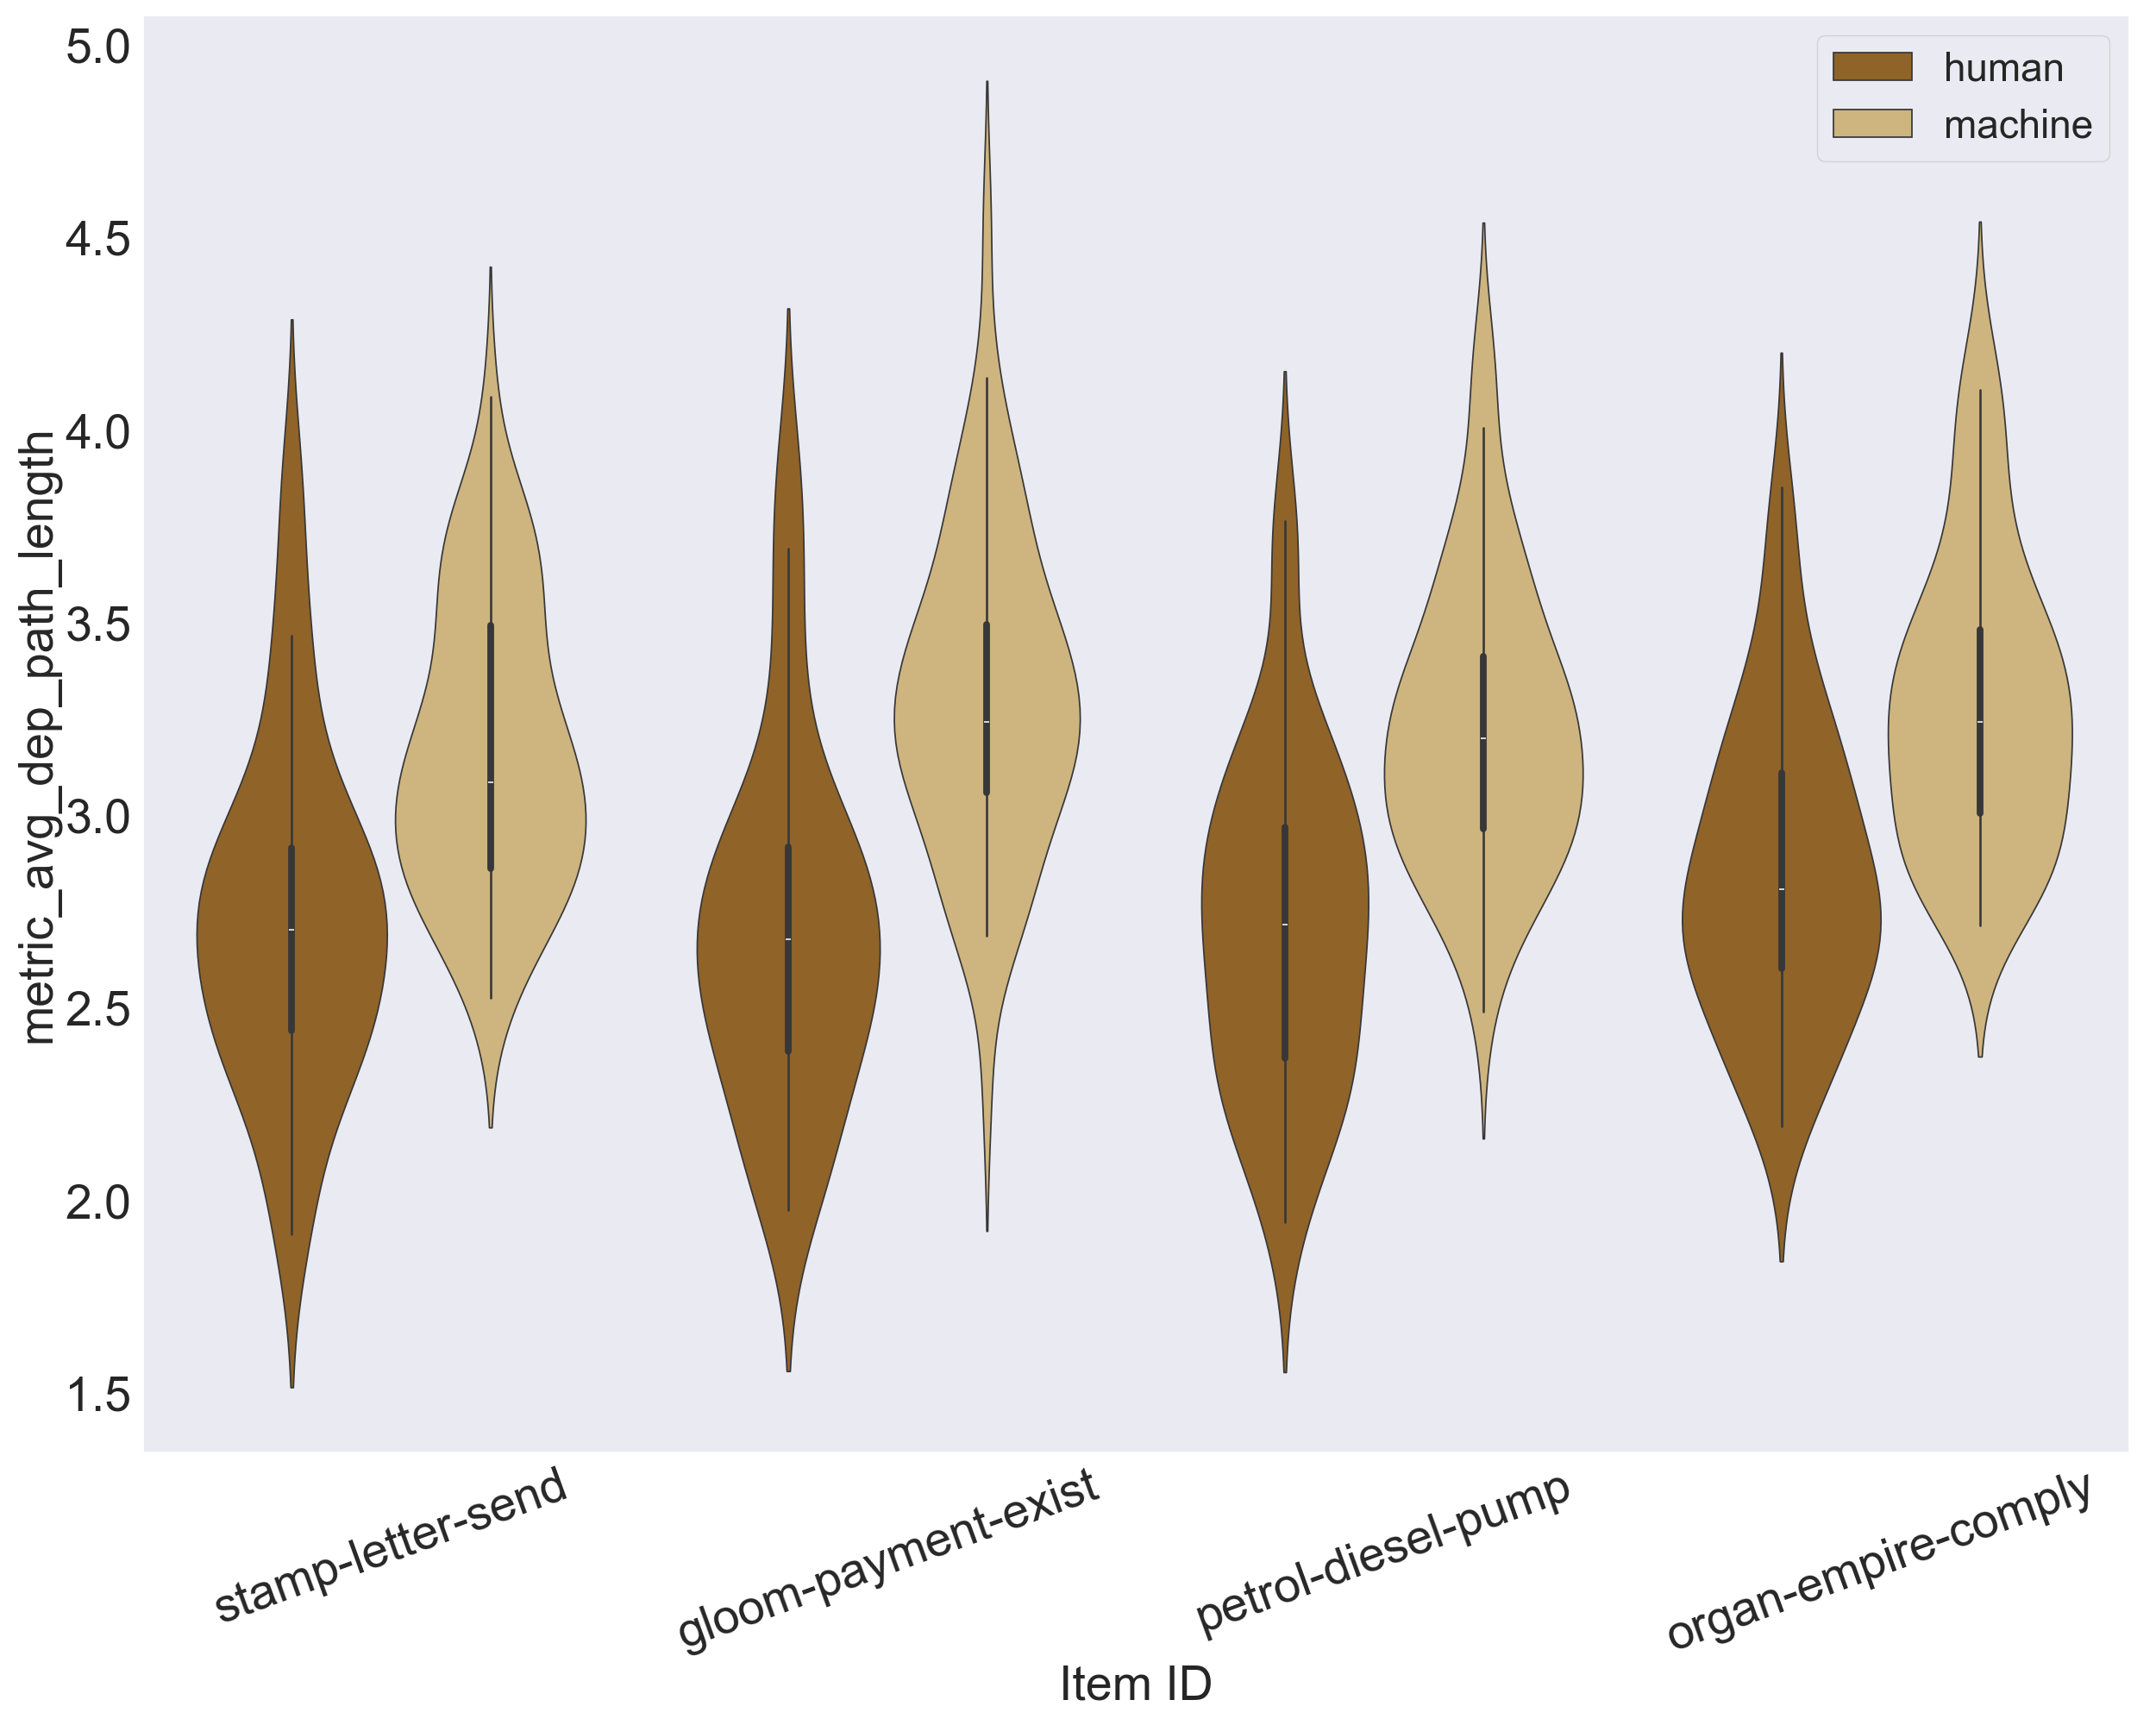 human
machine
metric_avg_dep_path_length
5.0
4.5
4.0
3.5
3.0
2.5
2.0
1.5
stamp-letter-send
gloom-payment-exist
petrol-diesel-pump
organ-empire-comply
Item ID